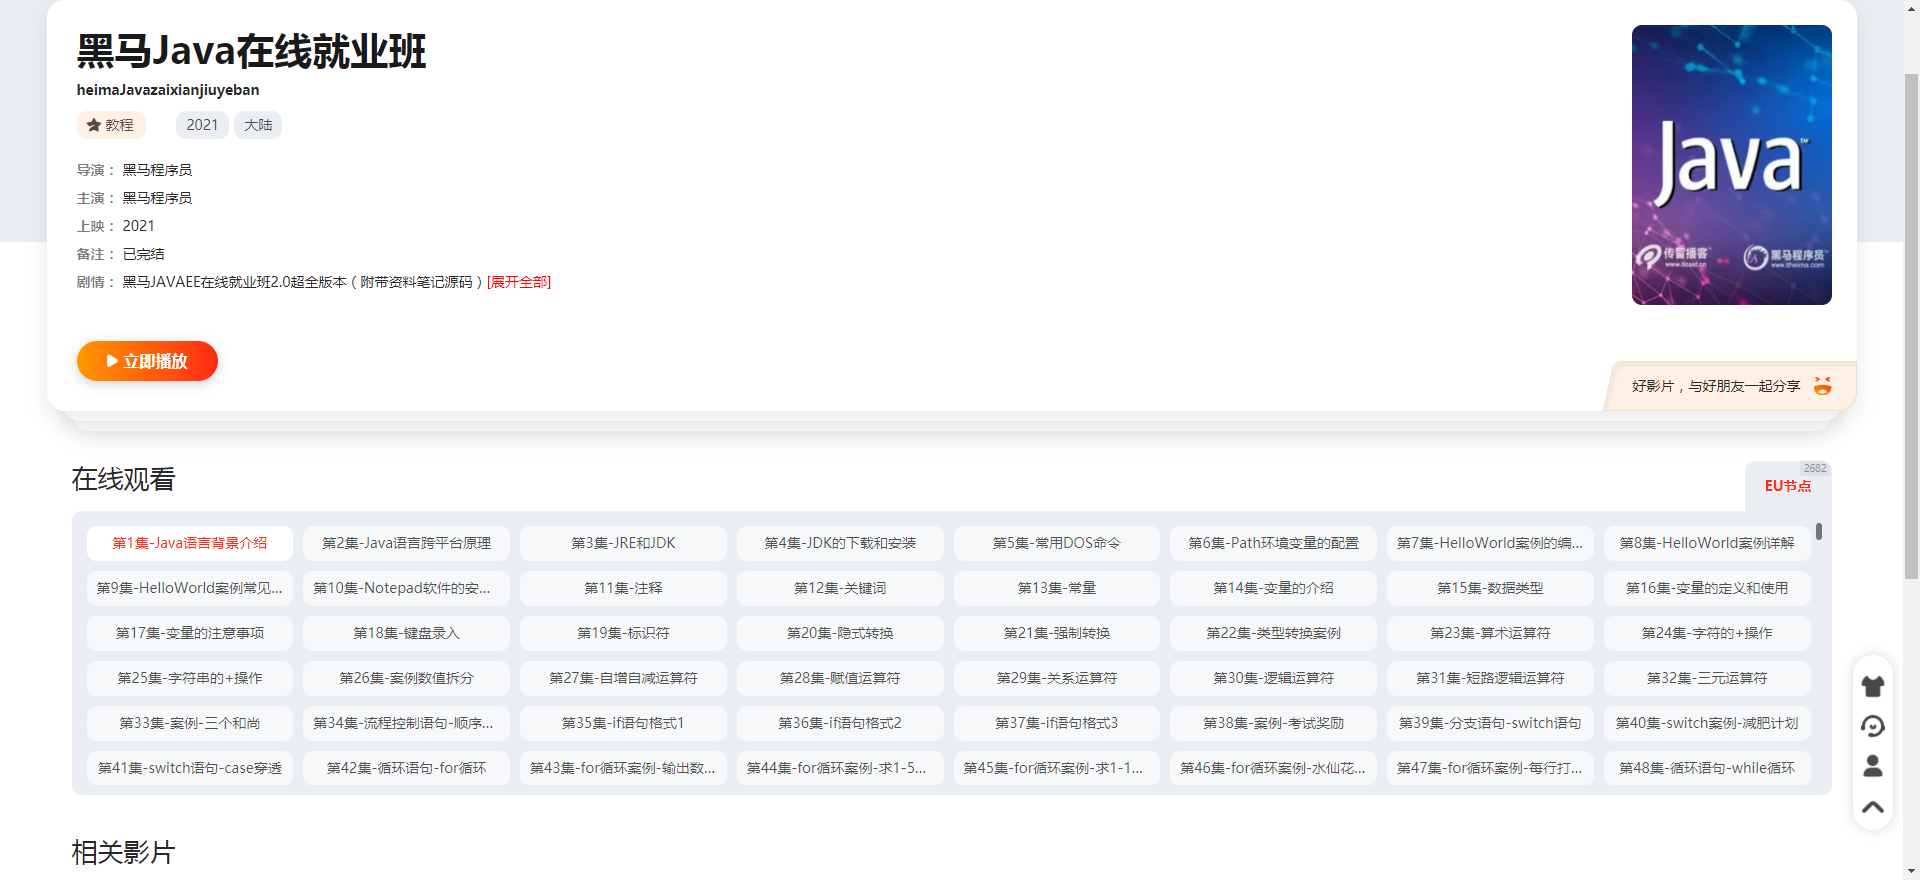 黑马Java在线就业班
heimaJavazaixianjiuyeban
教程 2021 大陆
导演： 黑马程序员
主演： 黑马程序员
上映： 2021
备注： 已完结
剧情： 黑马JAVAEE在线就业班2.0超全版本（附带资料笔记源码）[展开全部]
立即播放
Java™
传智播客 www.itcast.cn
黑马程序员 www.itheima.com
好影片，与好朋友一起分享
在线观看
2682
EU节点
第1集-Java语言背景介绍 第2集-Java语言跨平台原理 第3集-JRE和JDK 第4集-JDK的下载和安装 第5集-常用DOS命令 第6集-Path环境变量的配置 第7集-HelloWorld案例的编... 第8集-HelloWorld案例详解
第9集-HelloWorld案例常见... 第10集-Notepad软件的安... 第11集-注释 第12集-关键词 第13集-常量 第14集-变量的介绍 第15集-数据类型 第16集-变量的定义和使用
第17集-变量的注意事项 第18集-键盘录入 第19集-标识符 第20集-隐式转换 第21集-强制转换 第22集-类型转换案例 第23集-算术运算符 第24集-字符的+操作
第25集-字符串的+操作 第26集-案例数值拆分 第27集-自增自减运算符 第28集-赋值运算符 第29集-关系运算符 第30集-逻辑运算符 第31集-短路逻辑运算符 第32集-三元运算符
第33集-案例-三个和尚 第34集-流程控制语句-顺序... 第35集-if语句格式1 第36集-if语句格式2 第37集-if语句格式3 第38集-案例-考试奖励 第39集-分支语句-switch语句 第40集-switch案例-减肥计划
第41集-switch语句-case穿透 第42集-循环语句-for循环 第43集-for循环案例-输出数... 第44集-for循环案例-求1-5... 第45集-for循环案例-求1-1... 第46集-for循环案例-水仙花... 第47集-for循环案例-每行打... 第48集-循环语句-while循环
相关影片